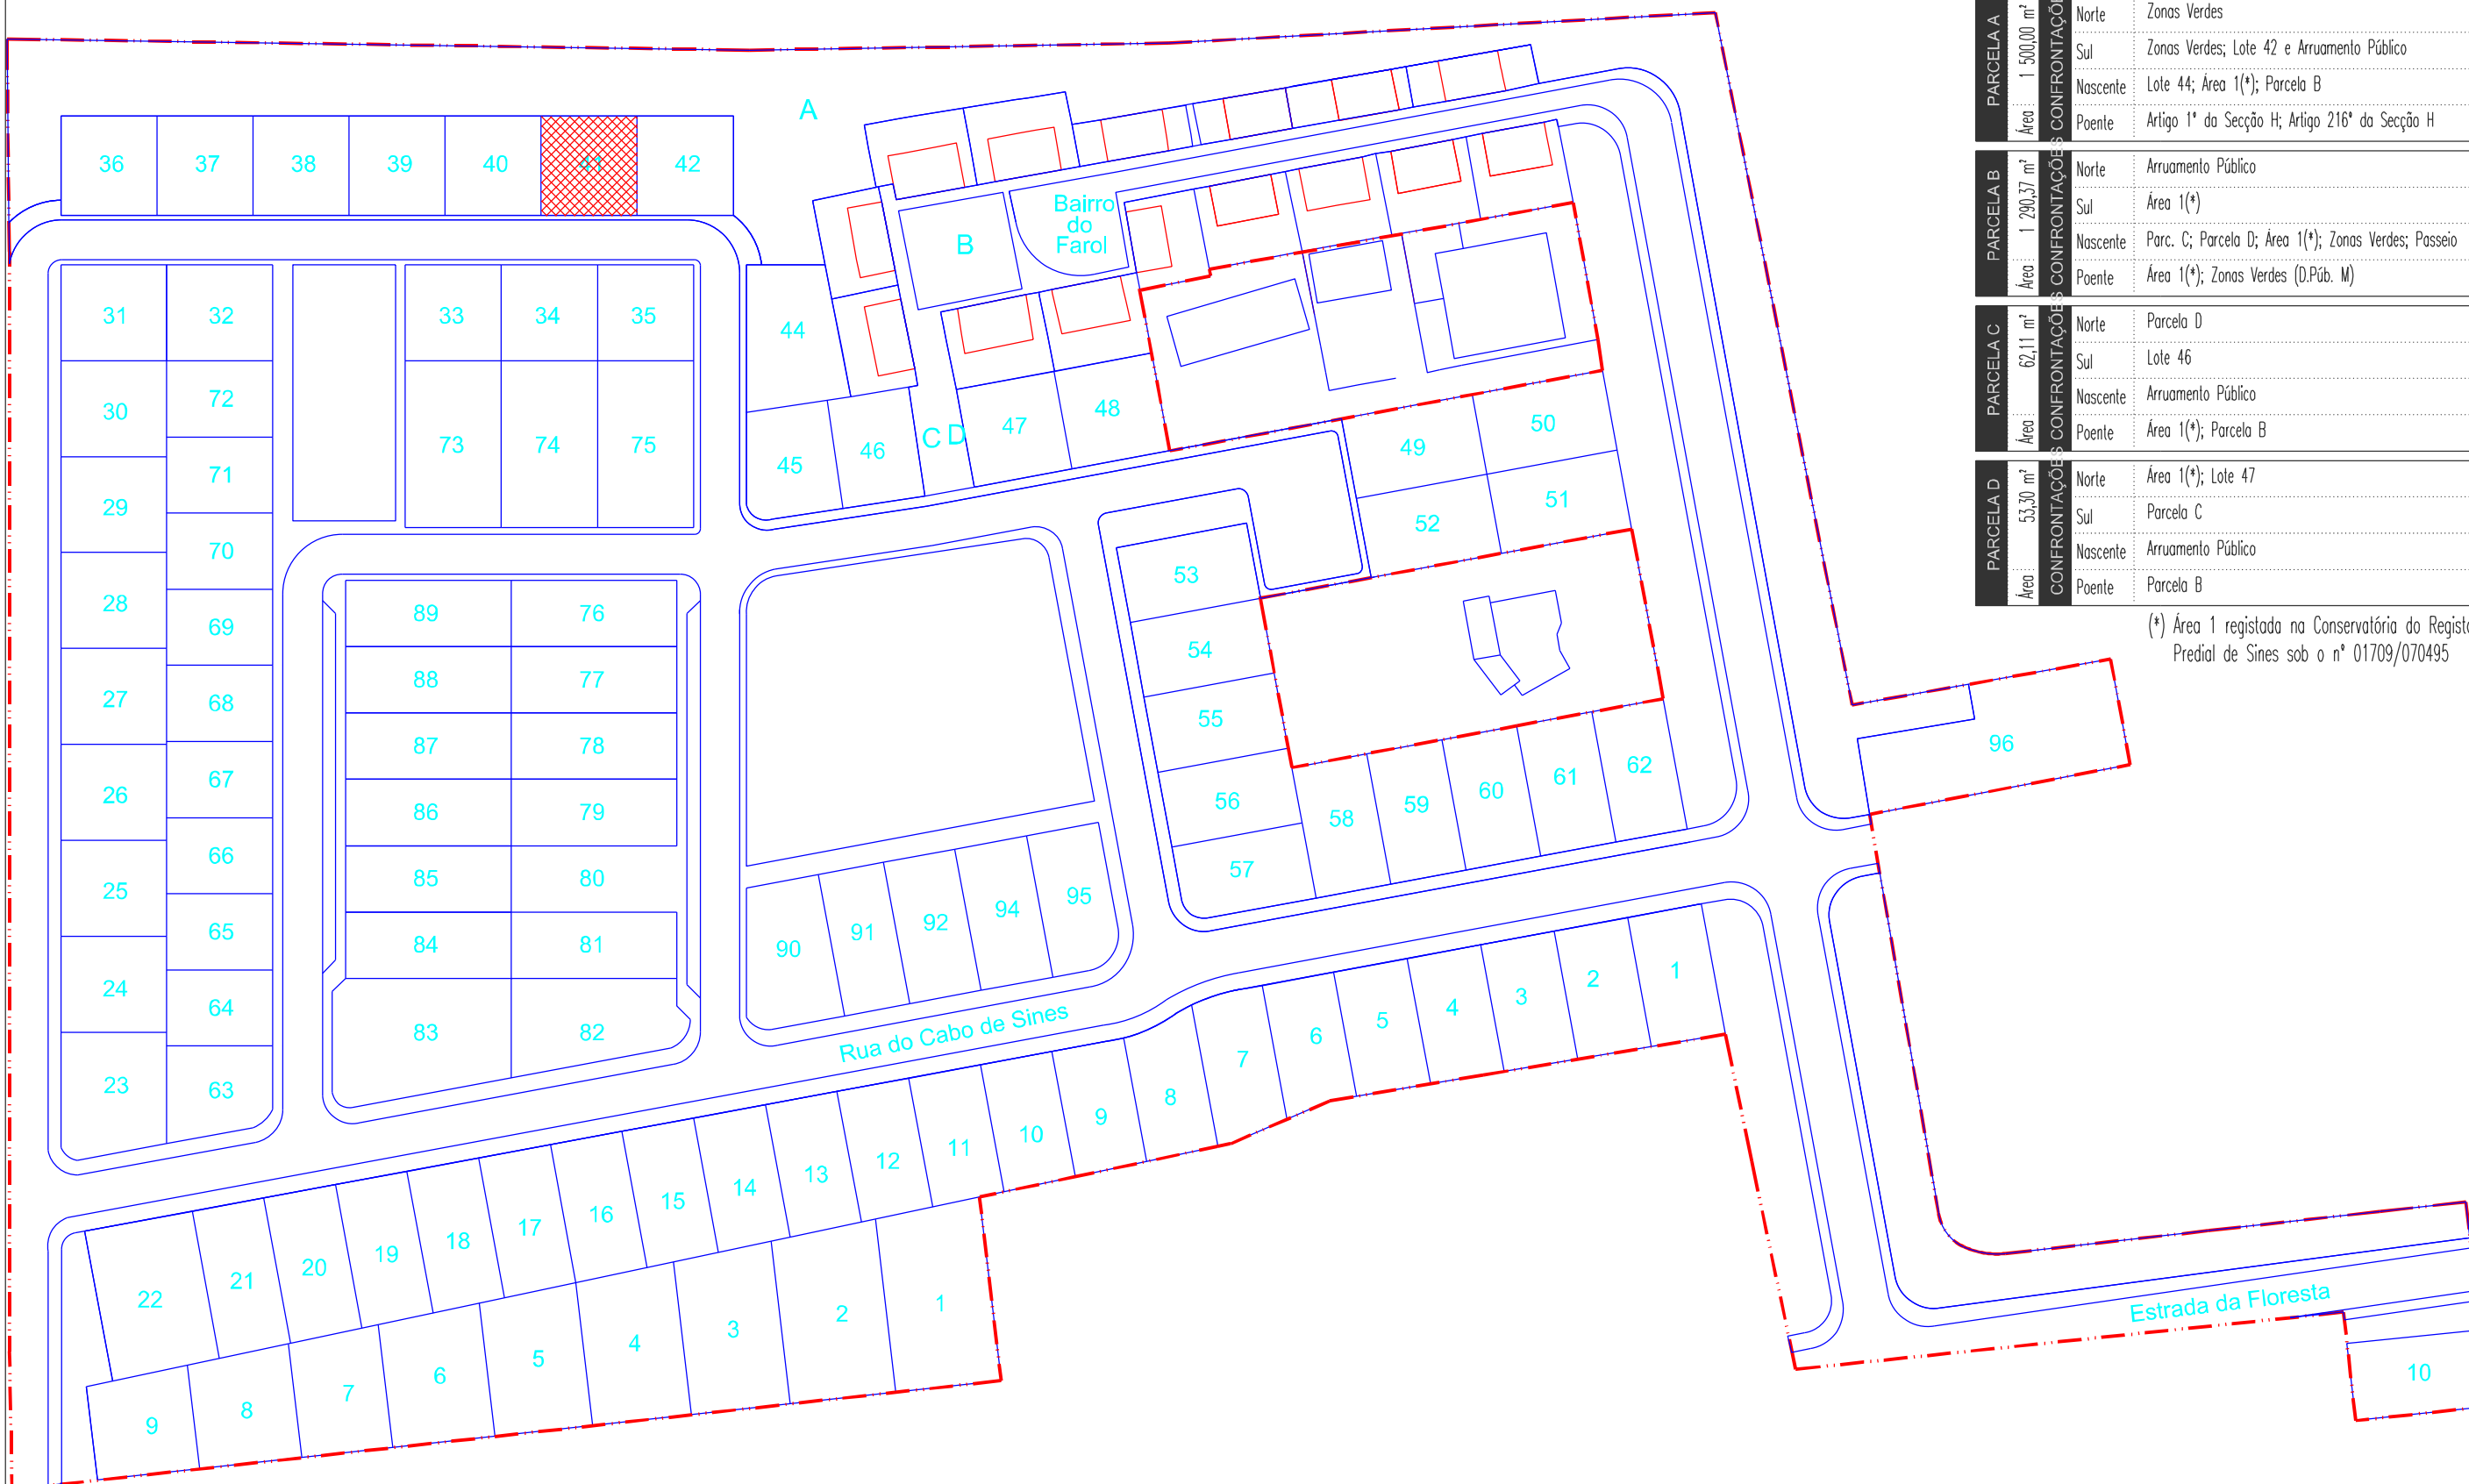 A
36 37 38 39 40 41 42
Bairro
do
Farol
B
31 32 33 34 35 44
30 72 73 74 75 45 46 C D 47 48 49 50
29 71 70 52 51
28 69 89 76 53
27 68 88 77 54
26 67 87 78 55
25 66 86 79 56 58 59 60 61 62
24 65 85 80 57
64 84 81 90 91 92 94 95
23 63 83 82
96
Rua do Cabo de Sines
22 21 20 19 18 17 16 15 14 13 12 11 10 9 8 7 6 5 4 3 2 1
9 8 7 6 5 4 3 2 1
Estrada da Floresta
10
PARCELA A
Área 1 500,00 m²
CONFRONTAÇÕES
Norte Zonas Verdes
Sul Zonas Verdes; Lote 42 e Arruamento Público
Nascente Lote 44; Área 1(*); Parcela B
Poente Artigo 1º da Secção H; Artigo 216º da Secção H
PARCELA B
Área 1 290,37 m²
CONFRONTAÇÕES
Norte Arruamento Público
Sul Área 1(*)
Nascente Parc. C; Parcela D; Área 1(*); Zonas Verdes; Passeio
Poente Área 1(*); Zonas Verdes (D.Púb. M)
PARCELA C
Área 62,11 m²
CONFRONTAÇÕES
Norte Parcela D
Sul Lote 46
Nascente Arruamento Público
Poente Área 1(*); Parcela B
PARCELA D
Área 53,30 m²
CONFRONTAÇÕES
Norte Área 1(*); Lote 47
Sul Parcela C
Nascente Arruamento Público
Poente Parcela B
(*) Área 1 registada na Conservatória do Registo
Predial de Sines sob o nº 01709/070495